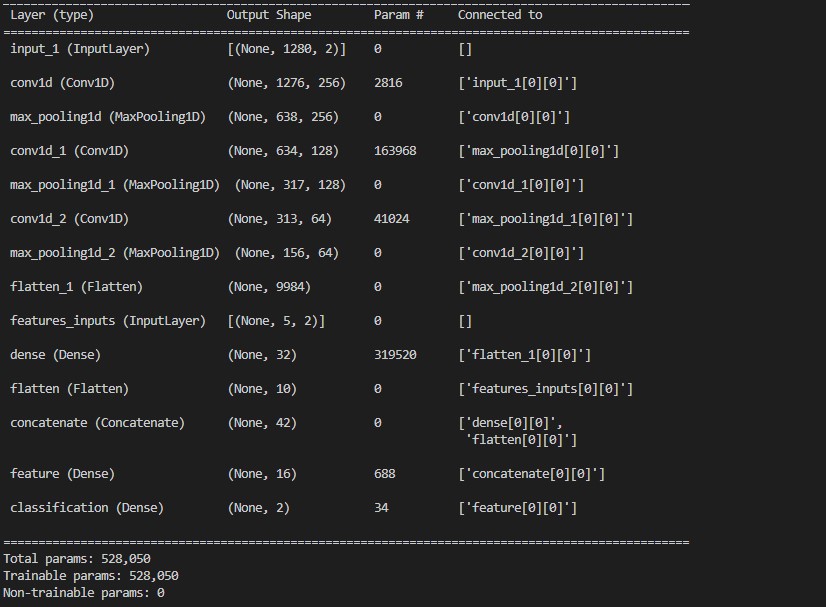 Layer (type) Output Shape Param # Connected to
input_1 (InputLayer) [(None, 1280, 2)] 0 []
conv1d (Conv1D) (None, 1276, 256) 2816 ['input_1[0][0]']
max_pooling1d (MaxPooling1D) (None, 638, 256) 0 ['conv1d[0][0]']
conv1d_1 (Conv1D) (None, 634, 128) 163968 ['max_pooling1d[0][0]']
max_pooling1d_1 (MaxPooling1D) (None, 317, 128) 0 ['conv1d_1[0][0]']
conv1d_2 (Conv1D) (None, 313, 64) 41024 ['max_pooling1d_1[0][0]']
max_pooling1d_2 (MaxPooling1D) (None, 156, 64) 0 ['conv1d_2[0][0]']
flatten_1 (Flatten) (None, 9984) 0 ['max_pooling1d_2[0][0]']
features_inputs (InputLayer) [(None, 5, 2)] 0 []
dense (Dense) (None, 32) 319520 ['flatten_1[0][0]']
flatten (Flatten) (None, 10) 0 ['features_inputs[0][0]']
concatenate (Concatenate) (None, 42) 0 ['dense[0][0]',
'flatten[0][0]']
feature (Dense) (None, 16) 688 ['concatenate[0][0]']
classification (Dense) (None, 2) 34 ['feature[0][0]']
Total params: 528,050
Trainable params: 528,050
Non-trainable params: 0